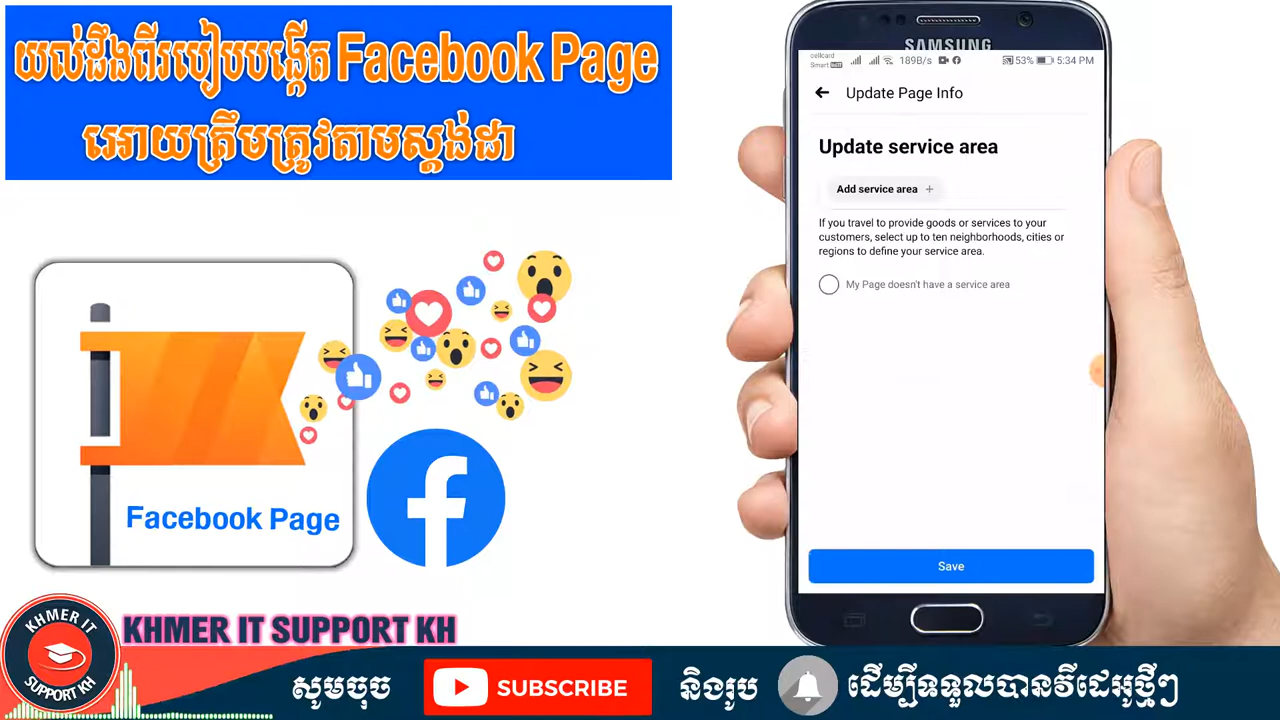 យល់ដឹងពីរបៀបបង្កើត Facebook Page
អោយត្រឹមត្រូវតាមស្តង់ដា
Facebook Page
SAMSUNG
cellcard
Smart
189B/s
53% 5:34 PM
Update Page Info
Update service area
Add service area +
If you travel to provide goods or services to your
customers, select up to ten neighborhoods, cities or
regions to define your service area.
My Page doesn't have a service area
Save
KHMER IT SUPPORT KH
KHMER IT
SUPPORT KH
សូមចុច SUBSCRIBE និងរូប ដើម្បីទទួលបានវីដេអូថ្មីៗ